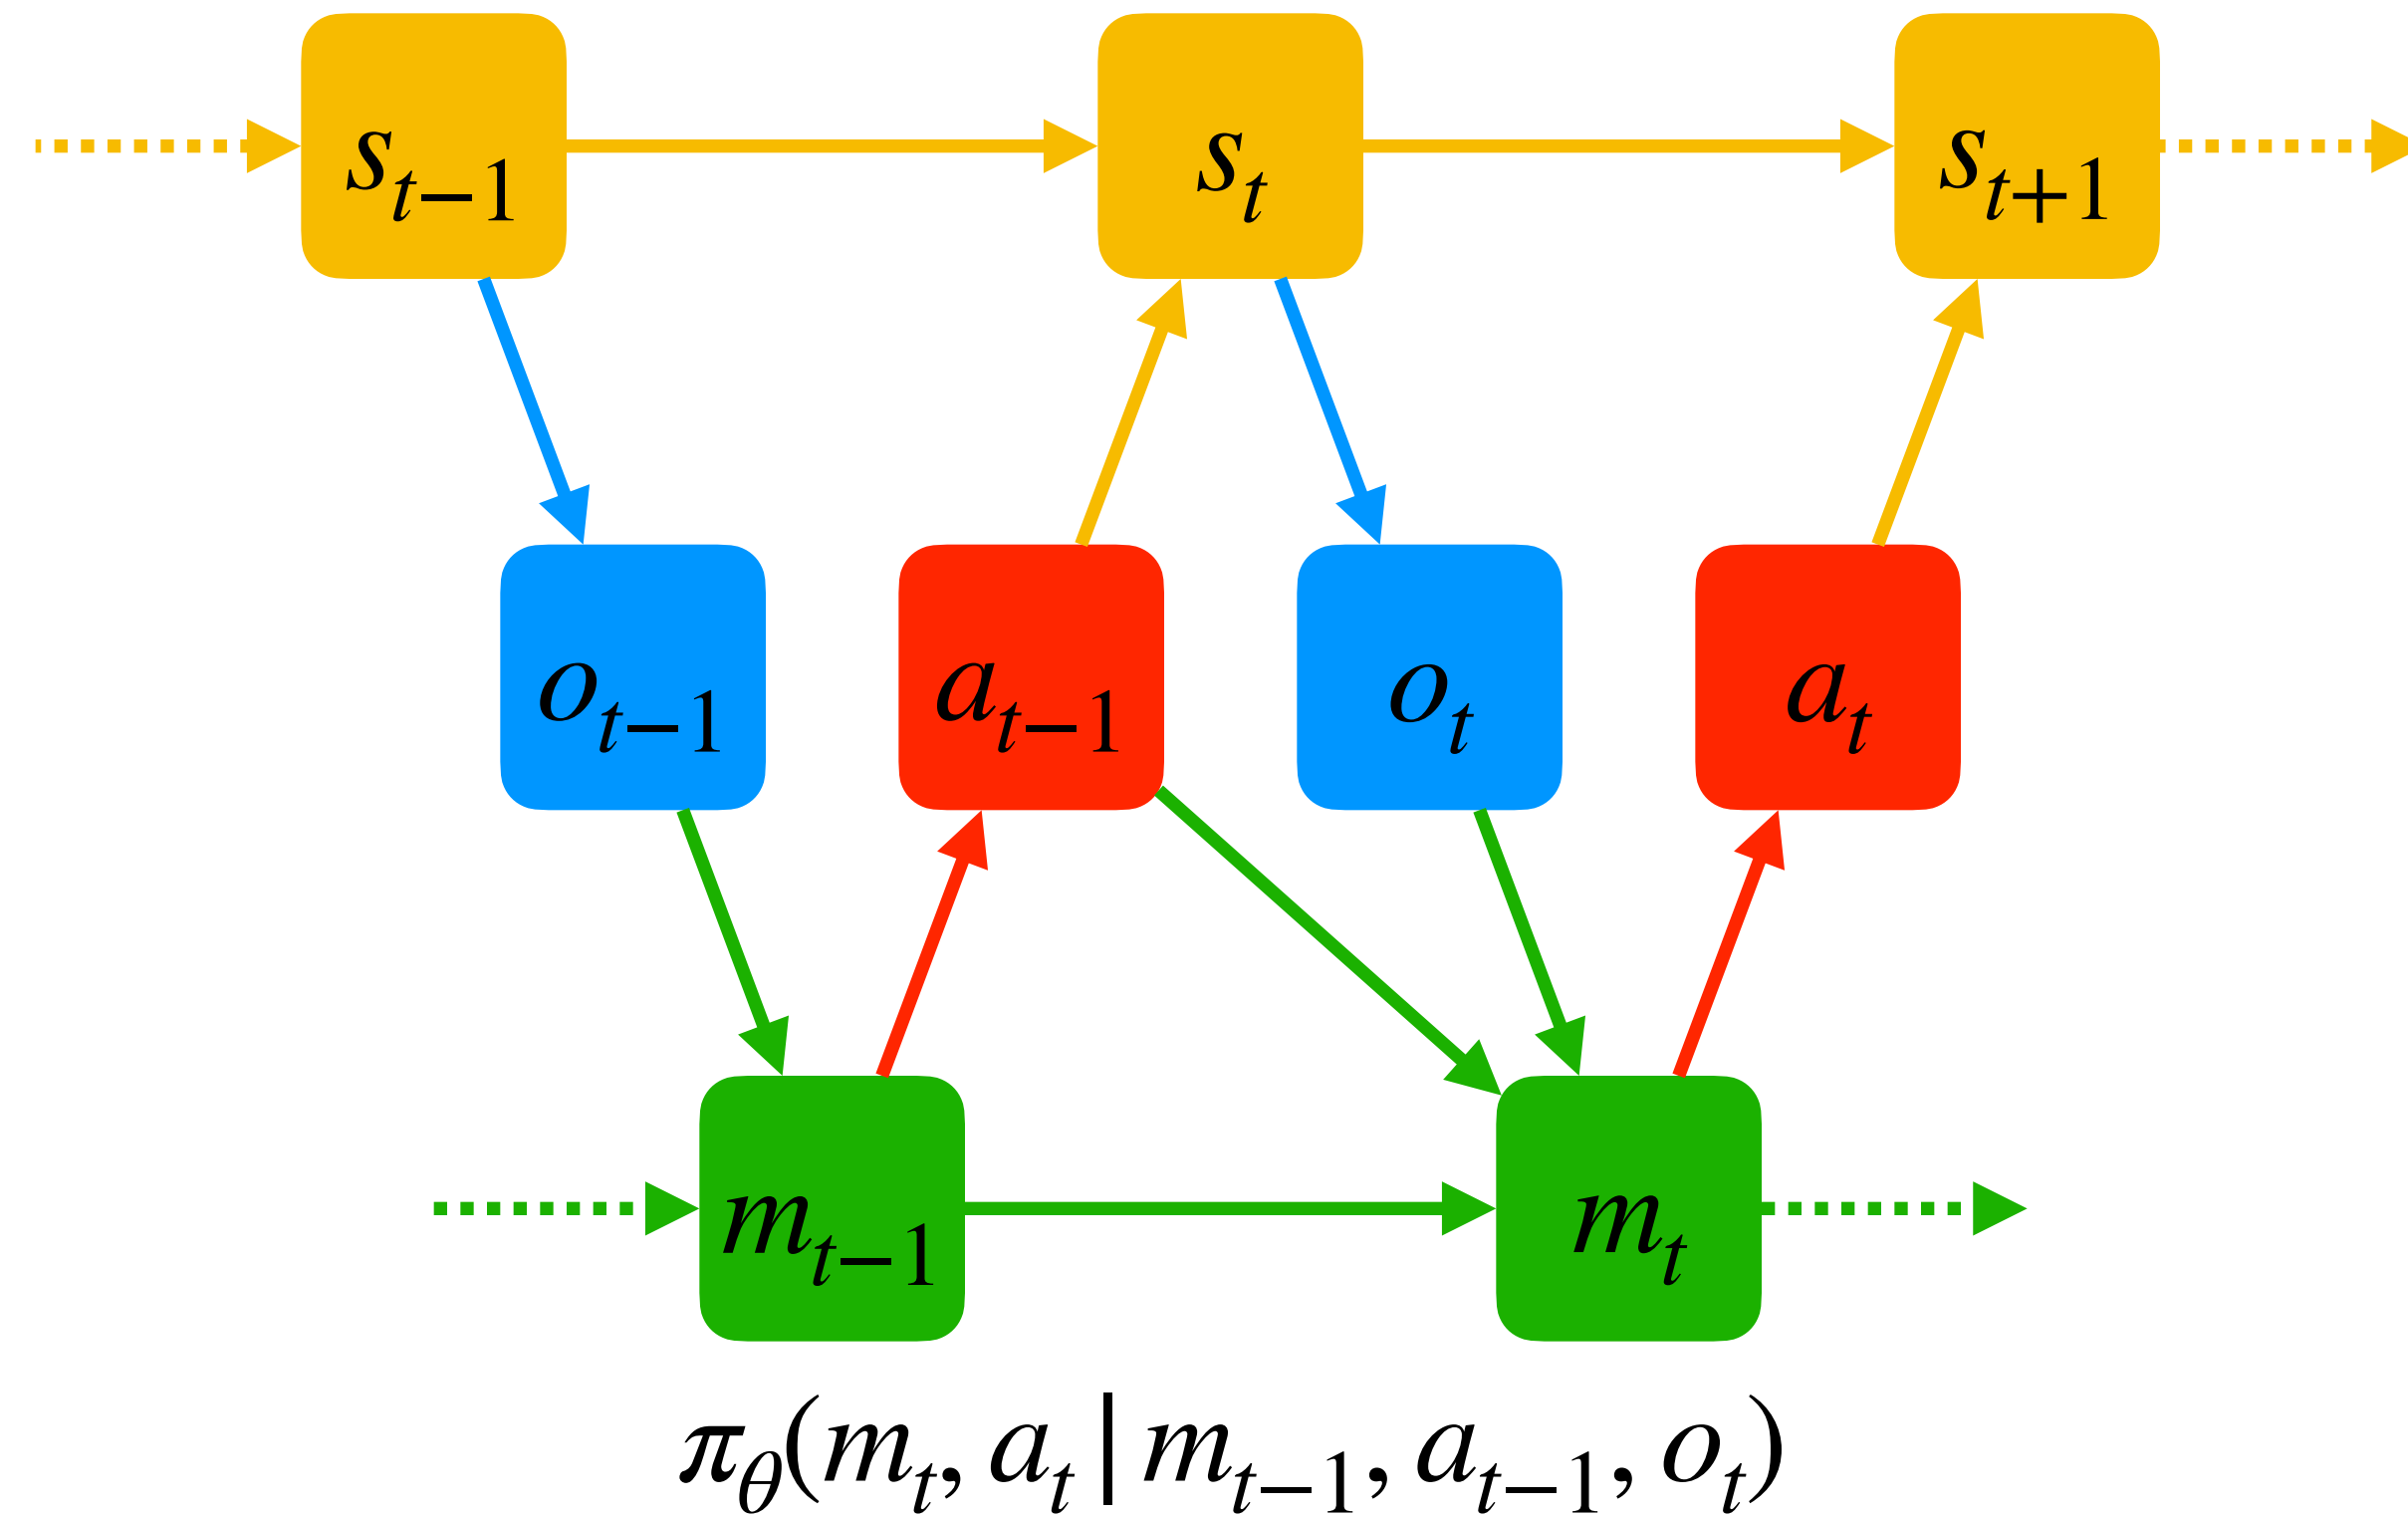 s_{t−1} s_t s_{t+1}
o_{t−1} a_{t−1} o_t a_t
m_{t−1} m_t
π_θ(m_t, a_t | m_{t−1}, a_{t−1}, o_t)